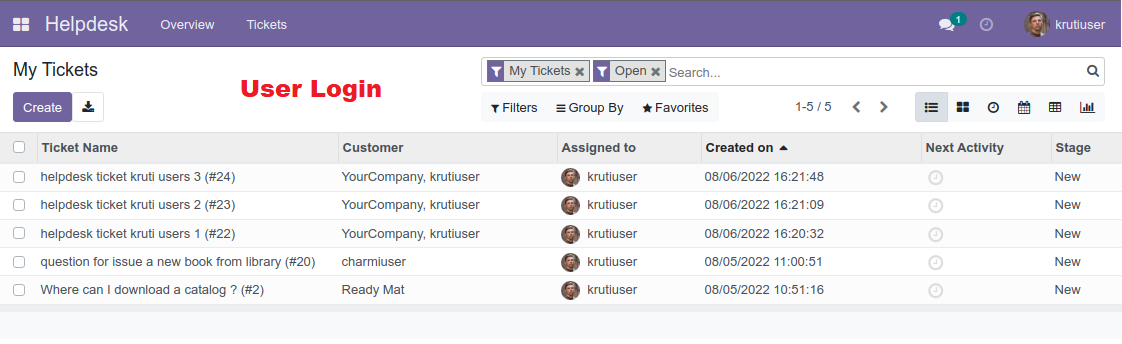 Helpdesk Overview Tickets 1 krutiuser
My Tickets
User Login
My Tickets × Open × Search...
Create
Filters Group By Favorites 1-5 / 5
Ticket Name Customer Assigned to Created on Next Activity Stage
helpdesk ticket kruti users 3 (#24) YourCompany, krutiuser krutiuser 08/06/2022 16:21:48 New
helpdesk ticket kruti users 2 (#23) YourCompany, krutiuser krutiuser 08/06/2022 16:21:09 New
helpdesk ticket kruti users 1 (#22) YourCompany, krutiuser krutiuser 08/06/2022 16:20:32 New
question for issue a new book from library (#20) charmiuser krutiuser 08/05/2022 11:00:51 New
Where can I download a catalog ? (#2) Ready Mat krutiuser 08/05/2022 10:51:16 New